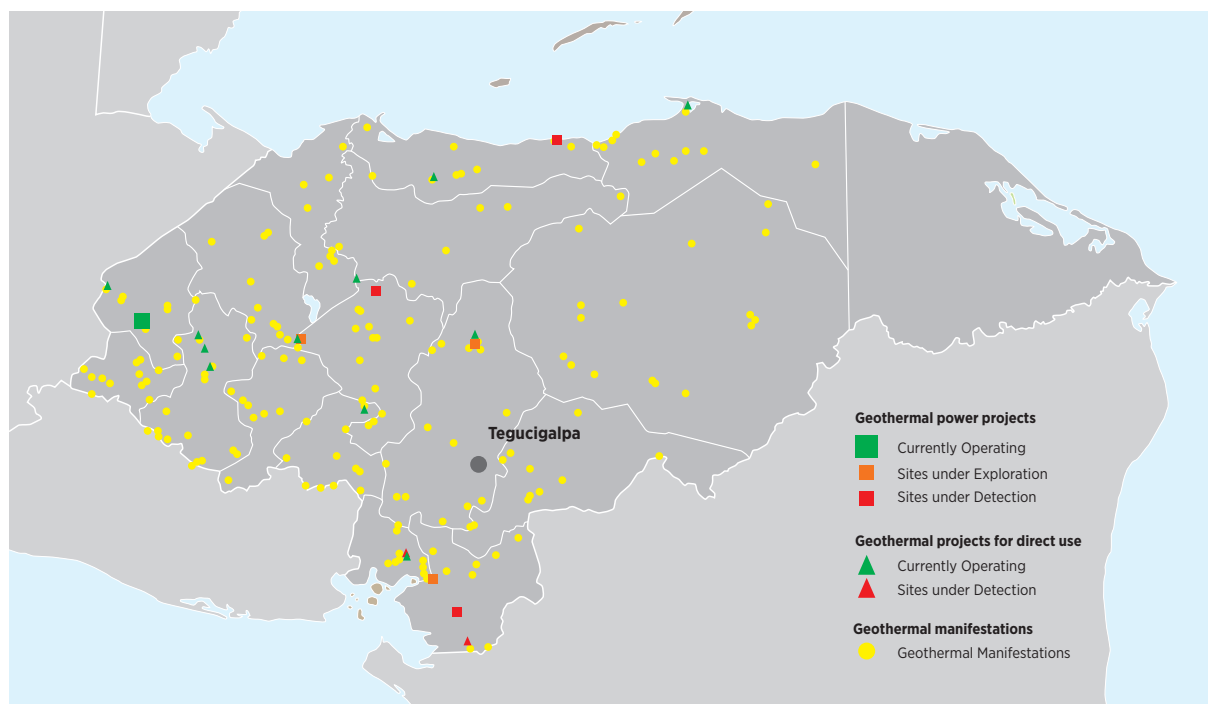 Tegucigalpa
Geothermal power projects
Currently Operating
Sites under Exploration
Sites under Detection
Geothermal projects for direct use
Currently Operating
Sites under Detection
Geothermal manifestations
Geothermal Manifestations